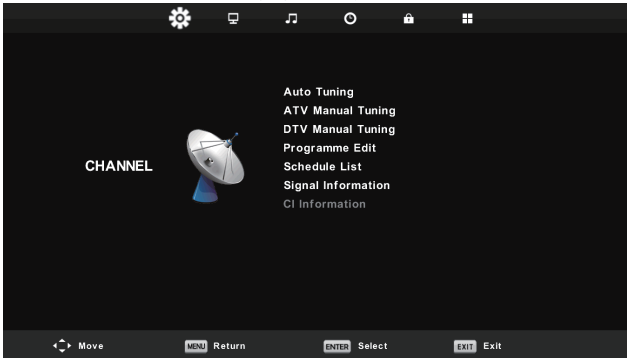 Auto Tuning
ATV Manual Tuning
DTV Manual Tuning
Programme Edit
CHANNEL
Schedule List
Signal Information
CI Information
Move
MENU Return
ENTER Select
EXIT Exit